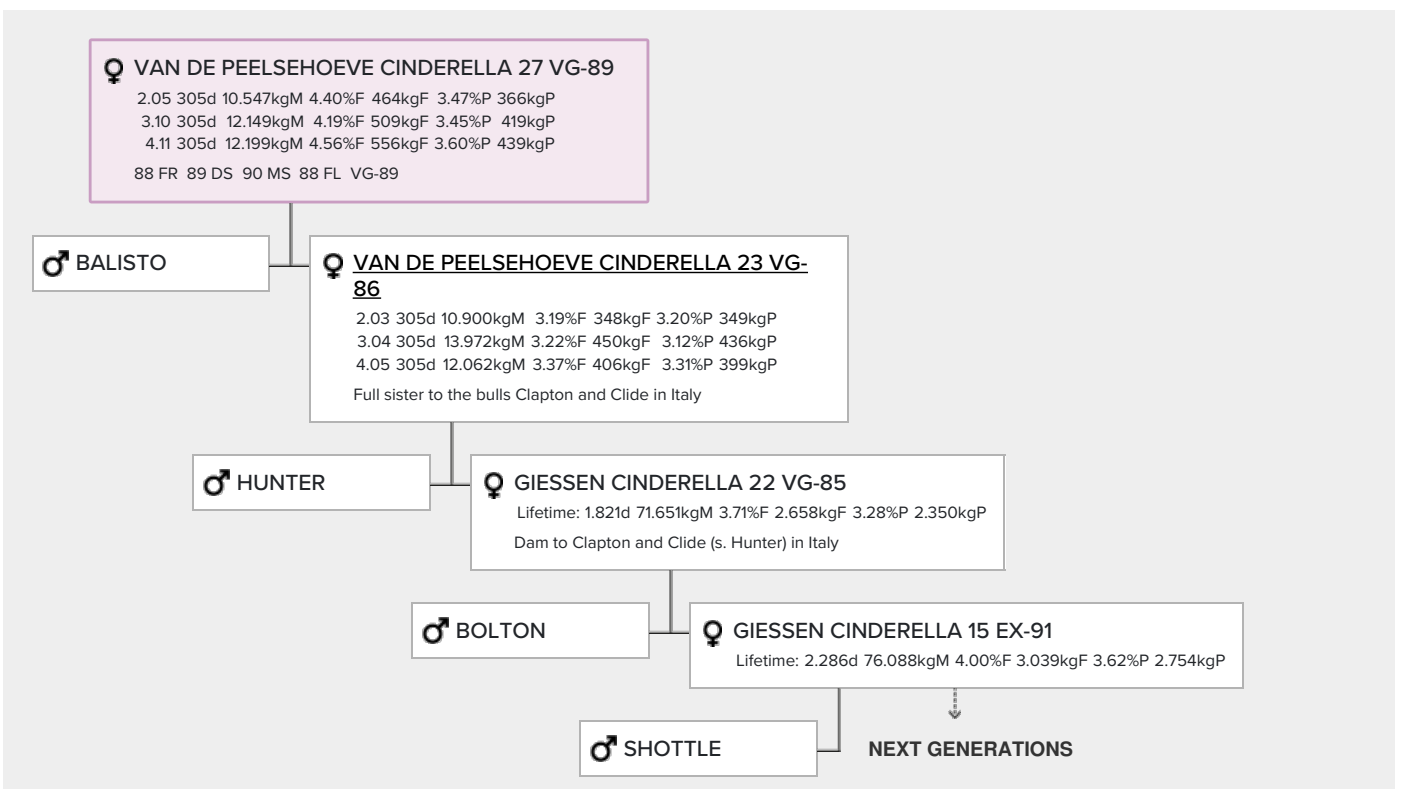 VAN DE PEELSEHOEVE CINDERELLA 27 VG-89
2.05 305d 10.547kgM 4.40%F 464kgF 3.47%P 366kgP
3.10 305d 12.149kgM 4.19%F 509kgF 3.45%P 419kgP
4.11 305d 12.199kgM 4.56%F 556kgF 3.60%P 439kgP
88 FR 89 DS 90 MS 88 FL VG-89
BALISTO
VAN DE PEELSEHOEVE CINDERELLA 23 VG-
86
2.03 305d 10.900kgM 3.19%F 348kgF 3.20%P 349kgP
3.04 305d 13.972kgM 3.22%F 450kgF 3.12%P 436kgP
4.05 305d 12.062kgM 3.37%F 406kgF 3.31%P 399kgP
Full sister to the bulls Clapton and Clide in Italy
HUNTER
GIESSEN CINDERELLA 22 VG-85
Lifetime: 1.821d 71.651kgM 3.71%F 2.658kgF 3.28%P 2.350kgP
Dam to Clapton and Clide (s. Hunter) in Italy
BOLTON
GIESSEN CINDERELLA 15 EX-91
Lifetime: 2.286d 76.088kgM 4.00%F 3.039kgF 3.62%P 2.754kgP
SHOTTLE
NEXT GENERATIONS